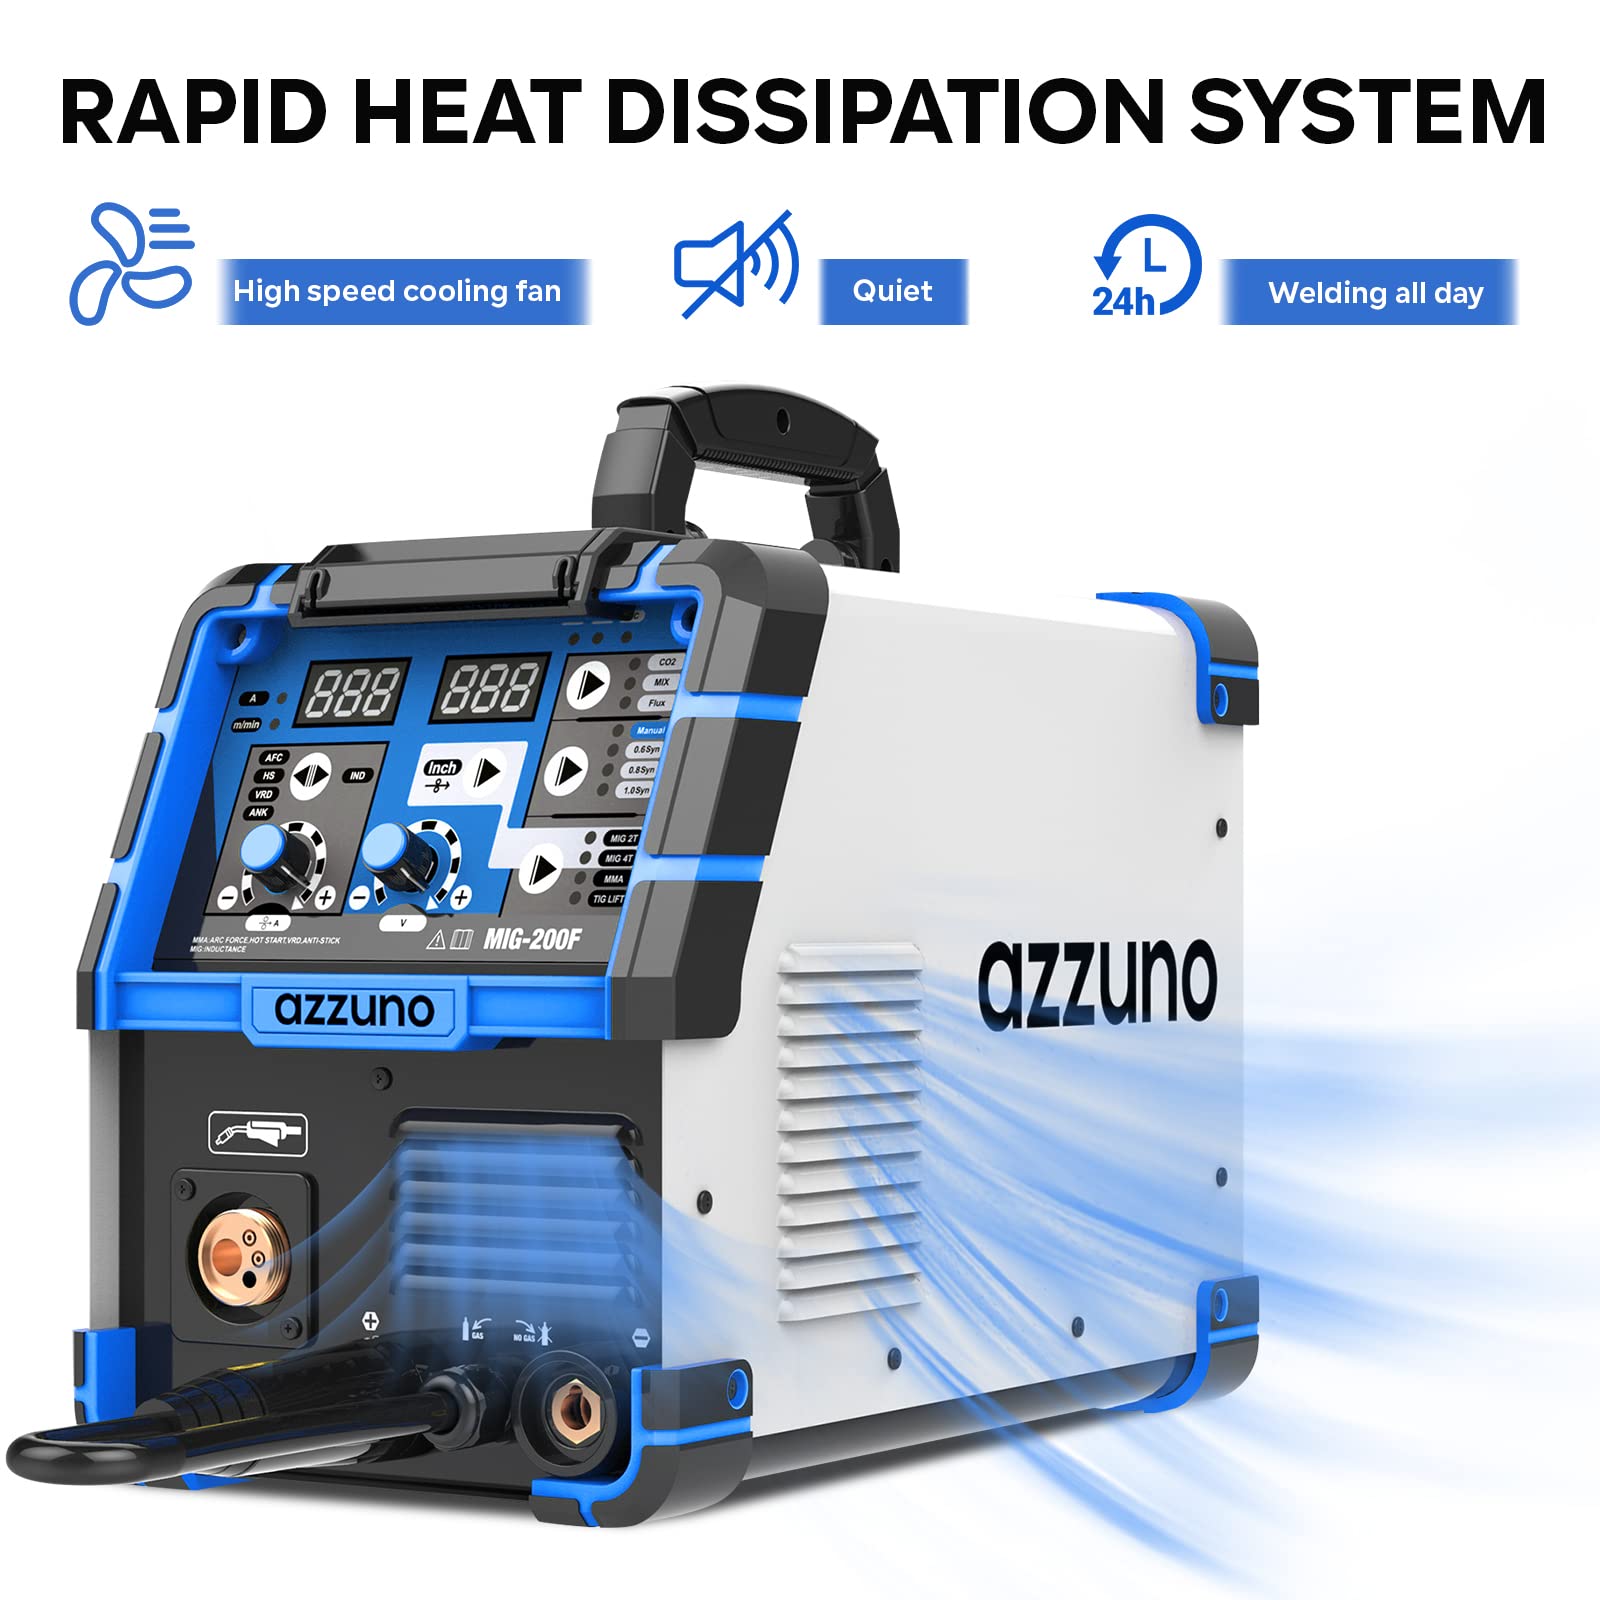 RAPID HEAT DISSIPATION SYSTEM
High speed cooling fan
Quiet
24h
Welding all day
888 888
A
m/min
CO2
MIX
Flux
Manual
0.6Syn
0.8Syn
1.0Syn
AFC
HS
VRD
ANK
IND
Inch
MIG 2T
MIG 4T
MMA
TIG LIFT
A
V
MMA:ARC FORCE,HOT START,VRD,ANTI-STICK
MIG:INDUCTANCE
MIG-200F
azzuno
azzuno
GAS
NO GAS